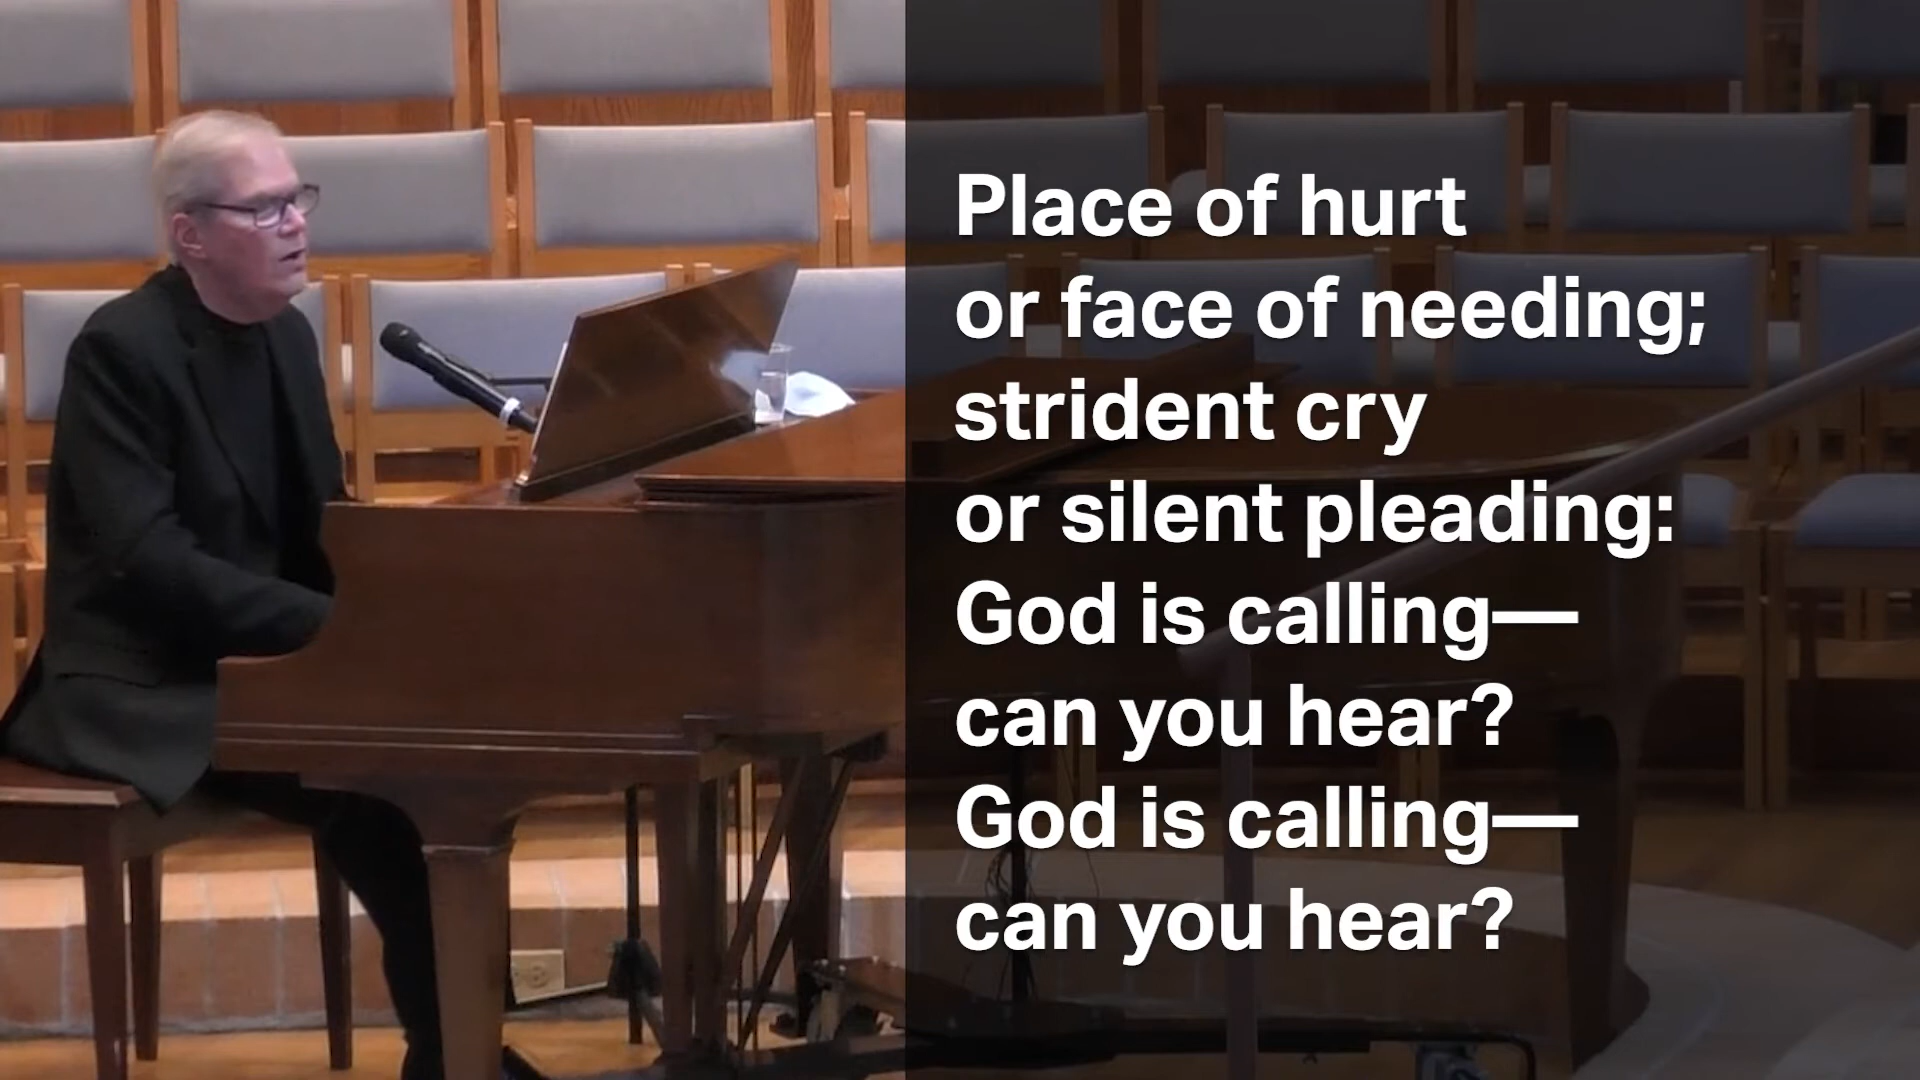 Place of hurt
or face of needing;
strident cry
or silent pleading:
God is calling—
can you hear?
God is calling—
can you hear?